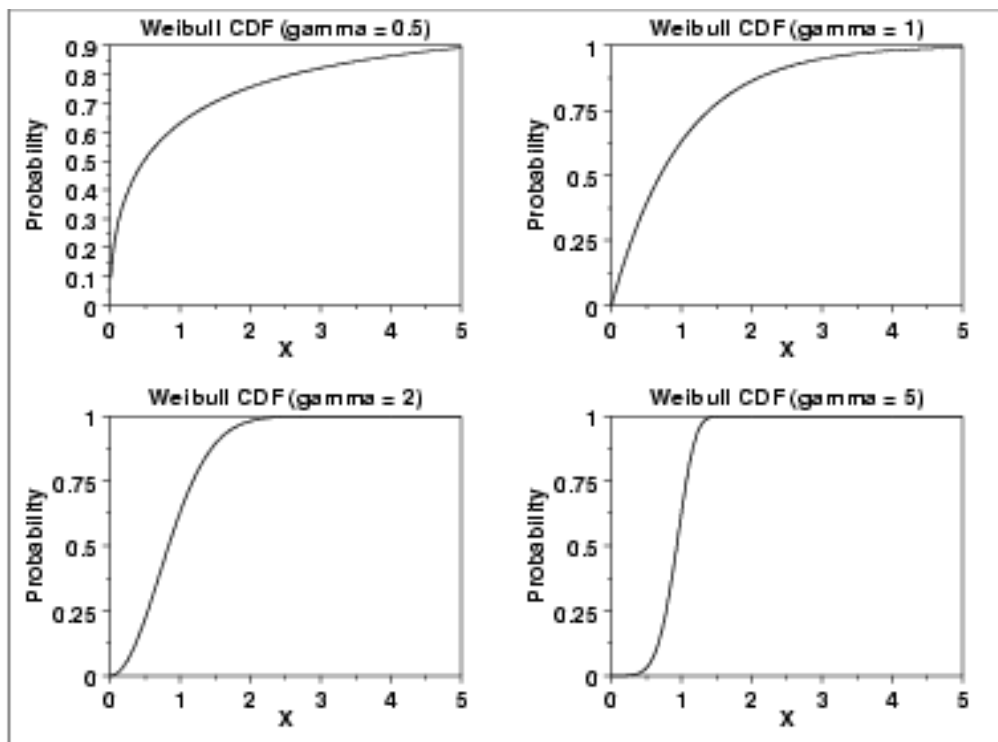 Weibull CDF (gamma = 0.5)
0.9
0.8
0.7
0.6
0.5
0.4
0.3
0.2
0.1
0
Probability
0 1 2 3 4 5
X
Weibull CDF (gamma = 1)
1
0.75
0.5
0.25
0
Probability
0 1 2 3 4 5
X
Weibull CDF (gamma = 2)
1
0.75
0.5
0.25
0
Probability
0 1 2 3 4 5
X
Weibull CDF (gamma = 5)
1
0.75
0.5
0.25
0
Probability
0 1 2 3 4 5
X